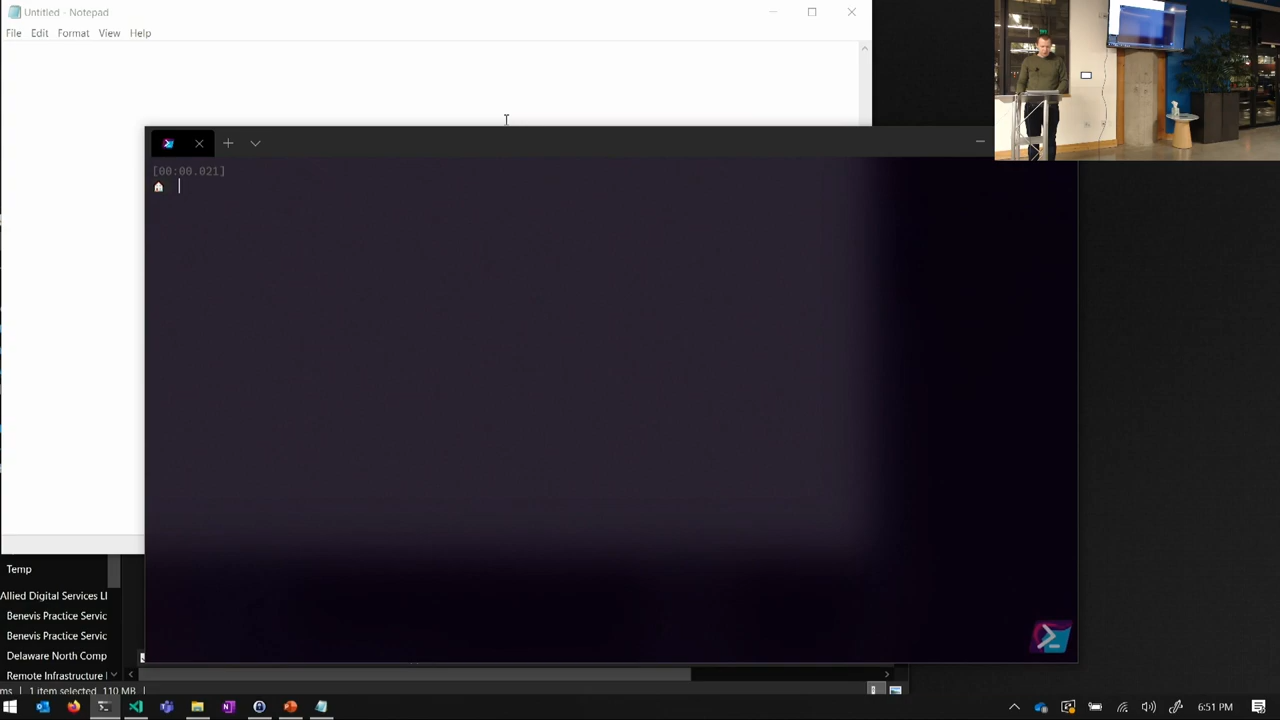 Untitled - Notepad
File Edit Format View Help
[00:00.021]
Temp
Allied Digital Services Ll
Benevis Practice Servic
Benevis Practice Servic
Delaware North Comp
Remote Infrastructure
ms 1 item selected 110 MB
6:51 PM